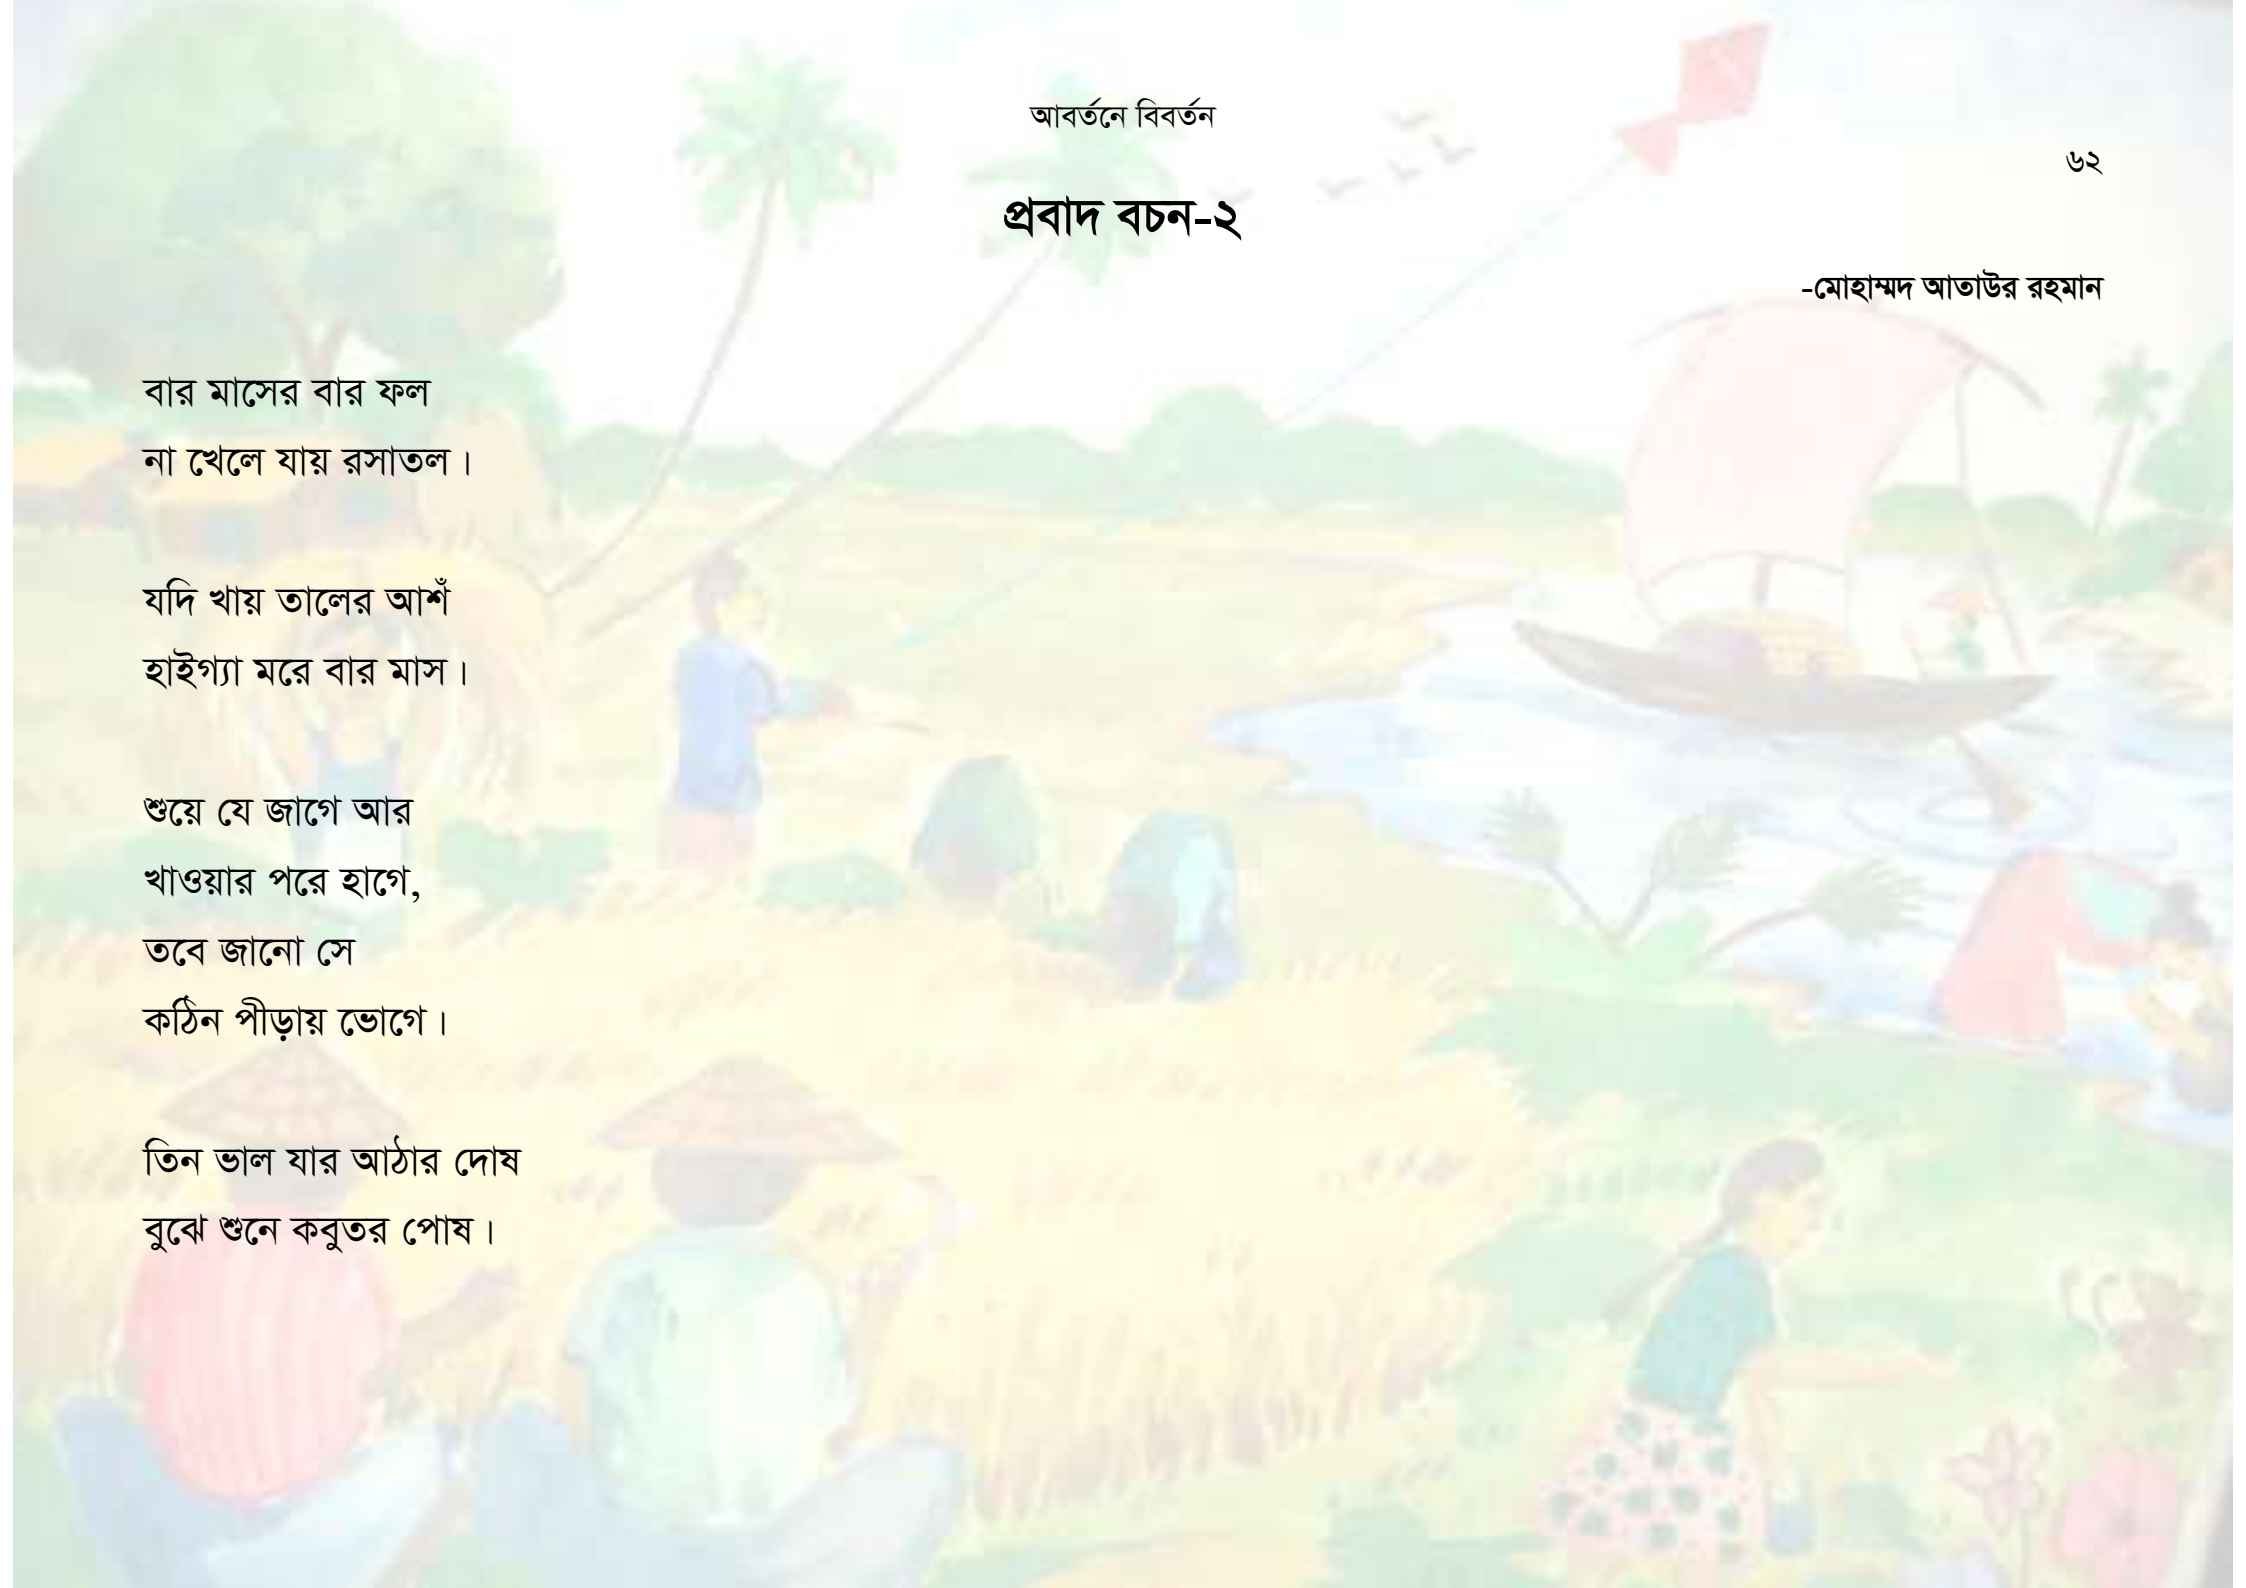 আবর্তনে বিবর্তন
৬২
প্রবাদ বচন-২
-মোহাম্মদ আতাউর রহমান
বার মাসের বার ফল
না খেলে যায় রসাতল।
যদি খায় তালের আশঁ
হাইগ্যা মরে বার মাস।
শুয়ে যে জাগে আর
খাওয়ার পরে হাগে,
তবে জানো সে
কঠিন পীড়ায় ভোগে।
তিন ভাল যার আঠার দোষ
বুঝে শুনে কবুতর পোষ।